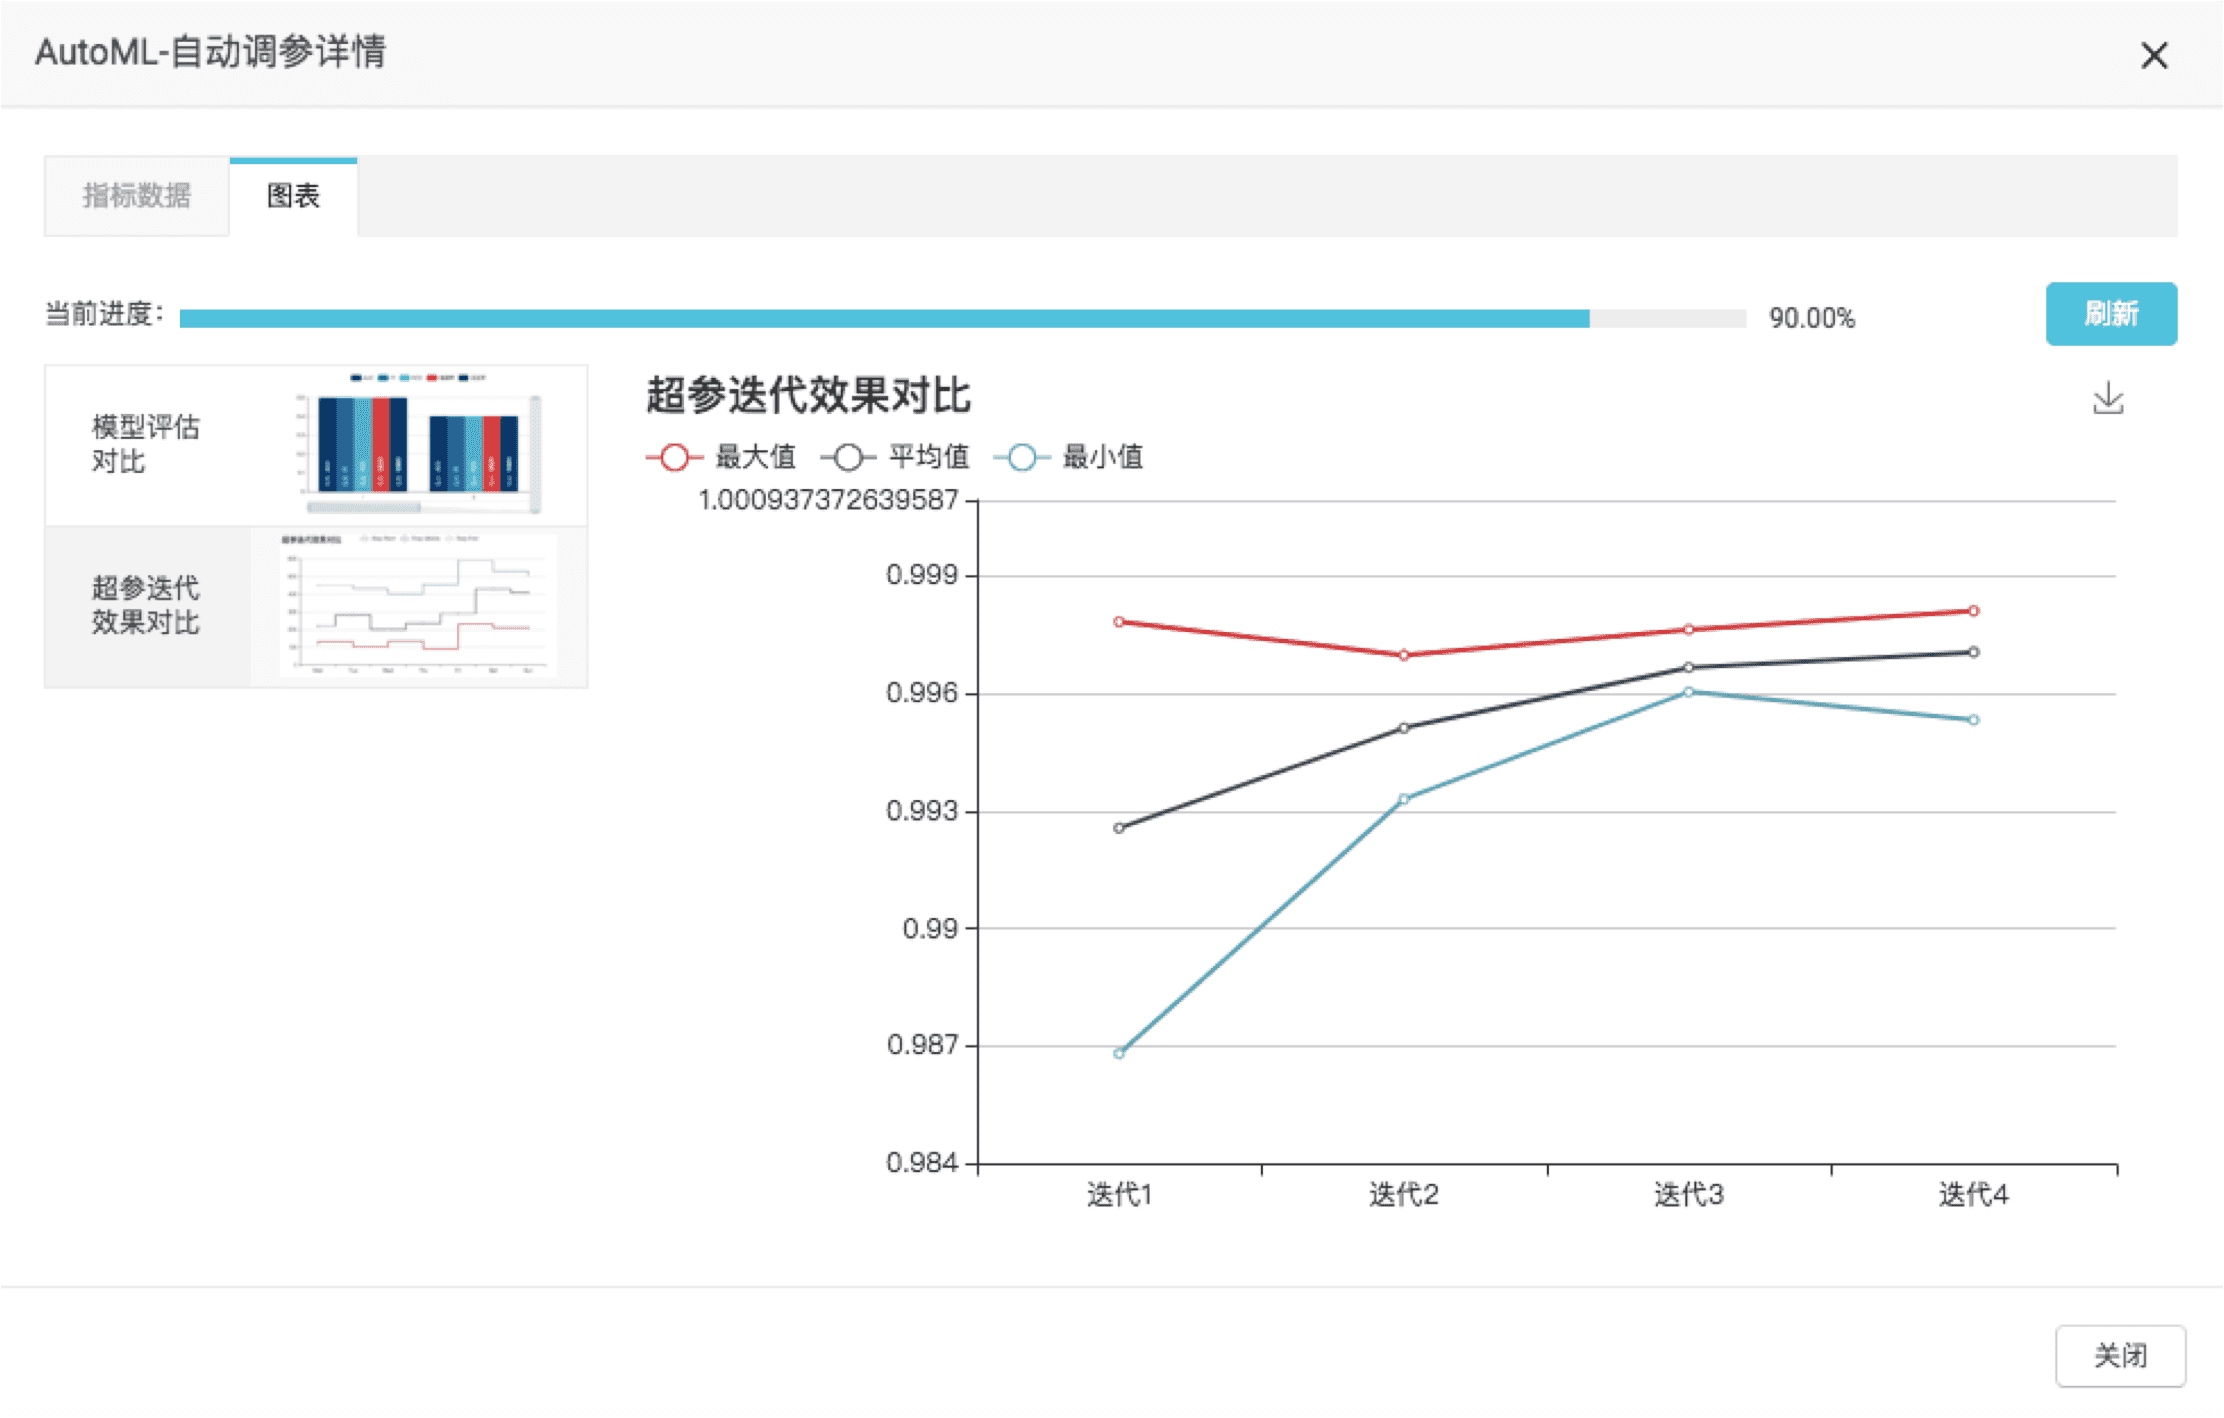 AutoML-自动调参详情
指标数据
图表
当前进度：
90.00%
刷新
模型评估
对比
超参迭代
效果对比
超参迭代效果对比
最大值
平均值
最小值
1.000937372639587
0.999
0.996
0.993
0.99
0.987
0.984
迭代1
迭代2
迭代3
迭代4
关闭